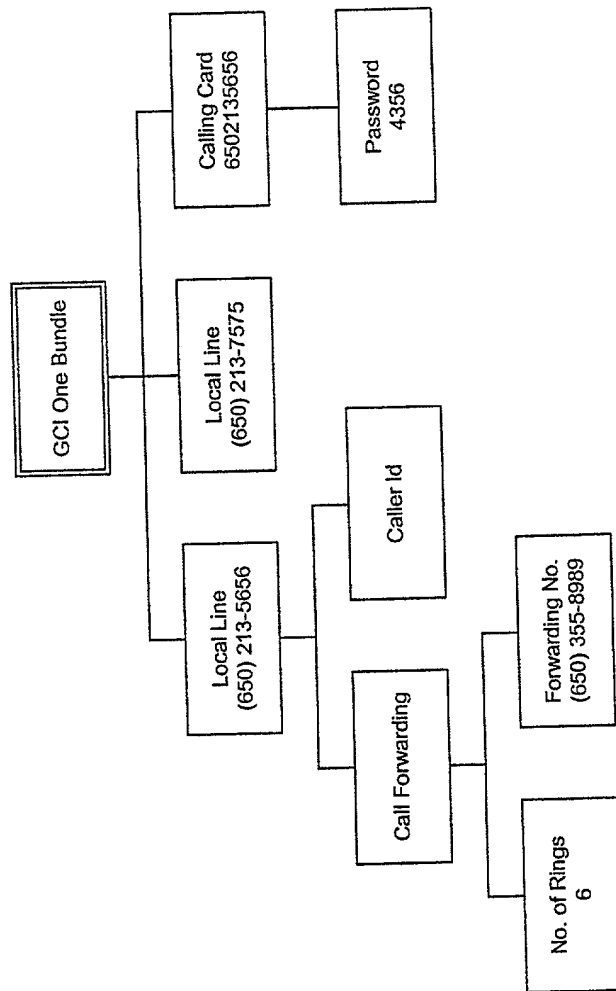 GCI One Bundle
Local Line
(650) 213-5656
Local Line
(650) 213-7575
Calling Card
6502135656
Call Forwarding
Caller Id
Password
4356
No. of Rings
6
Forwarding No.
(650) 355-8989